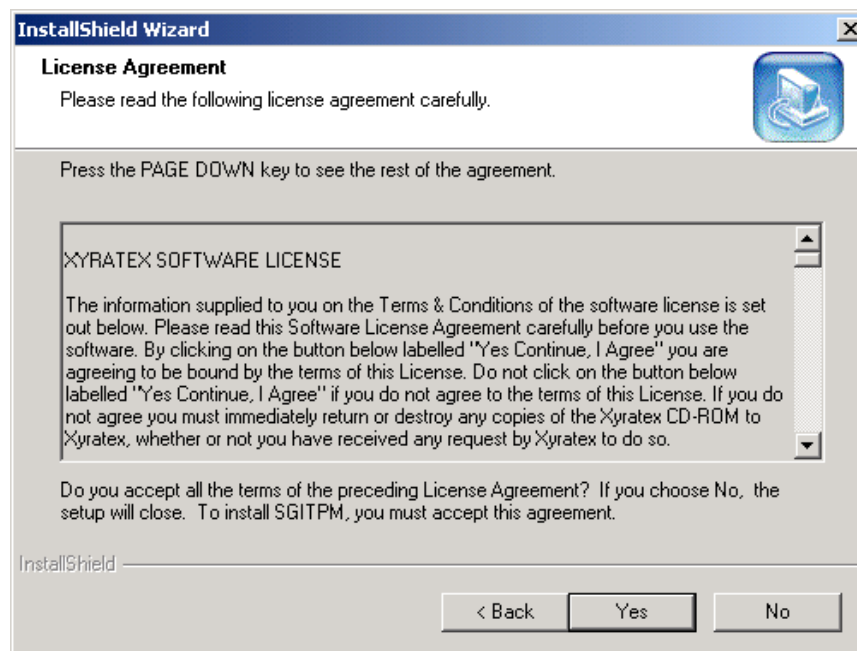 InstallShield Wizard
License Agreement
Please read the following license agreement carefully.
Press the PAGE DOWN key to see the rest of the agreement.
XYRATEX SOFTWARE LICENSE
The information supplied to you on the Terms & Conditions of the software license is set
out below. Please read this Software License Agreement carefully before you use the
software. By clicking on the button below labelled "Yes Continue, I Agree" you are
agreeing to be bound by the terms of this License. Do not click on the button below
labelled "Yes Continue, I Agree" if you do not agree to the terms of this License. If you do
not agree you must immediately return or destroy any copies of the Xyratex CD-ROM to
Xyratex, whether or not you have received any request by Xyratex to do so.
Do you accept all the terms of the preceding License Agreement? If you choose No, the
setup will close. To install SGITPM, you must accept this agreement.
InstallShield
< Back Yes No